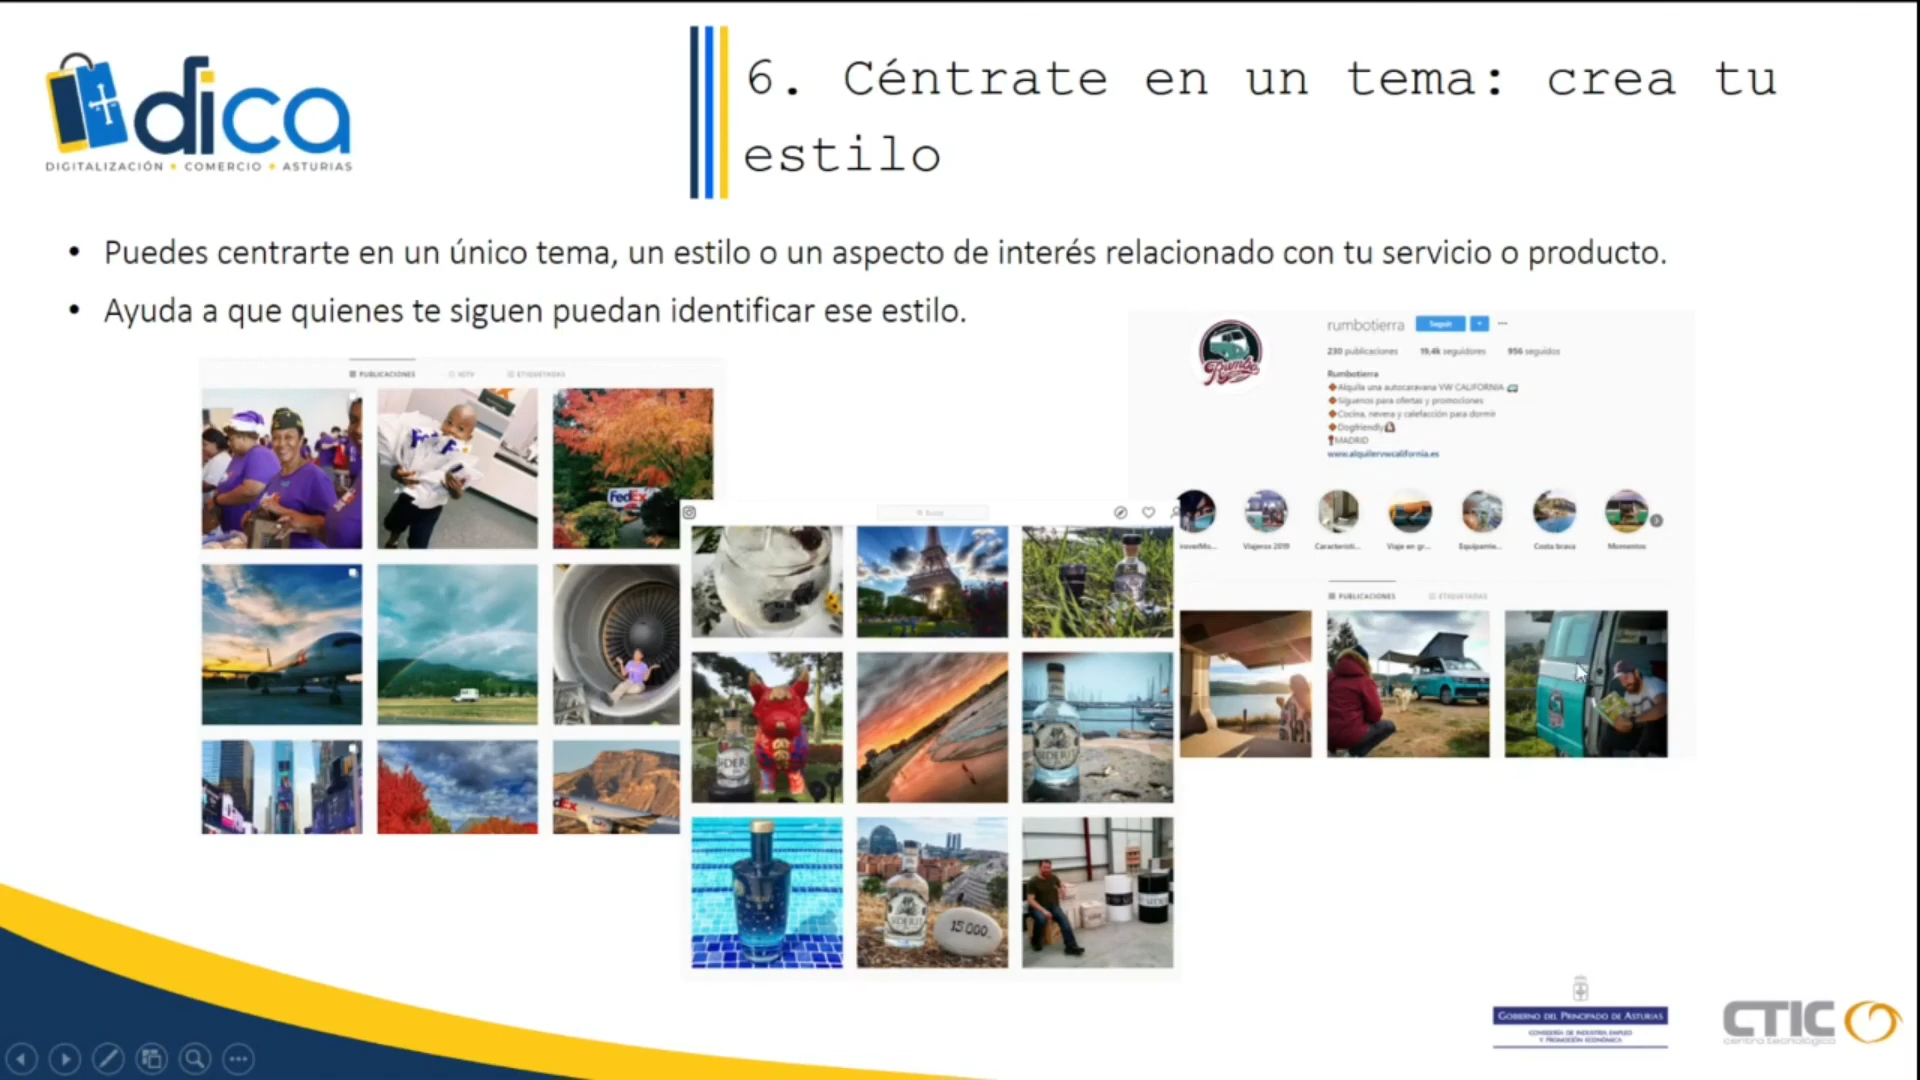 dica
DIGITALIZACIÓN • COMERCIO • ASTURIAS
6. Céntrate en un tema: crea tu
estilo
• Puedes centrarte en un único tema, un estilo o un aspecto de interés relacionado con tu servicio o producto.
• Ayuda a que quienes te siguen puedan identificar ese estilo.
PUBLICACIONES IGTV ETIQUETADAS
FedEx
rumbotierra Seguir
230 publicaciones 19,4k seguidores 956 seguidos
Rumbotierra
Alquila una autocaravana VW CALIFORNIA
Síguenos para ofertas y promociones
Cocina, nevera y calefacción para dormir
Dogfriendly
MADRID
www.alquilervwcalifornia.es
Viajeros 2019 Característi... Viaje en gr... Equipamie... Costa brava Momentos
PUBLICACIONES ETIQUETADAS
15.000
GOBIERNO DEL PRINCIPADO DE ASTURIAS
CONSEJERÍA DE INDUSTRIA, EMPLEO
Y PROMOCIÓN ECONÓMICA
CTIC
centro tecnológico